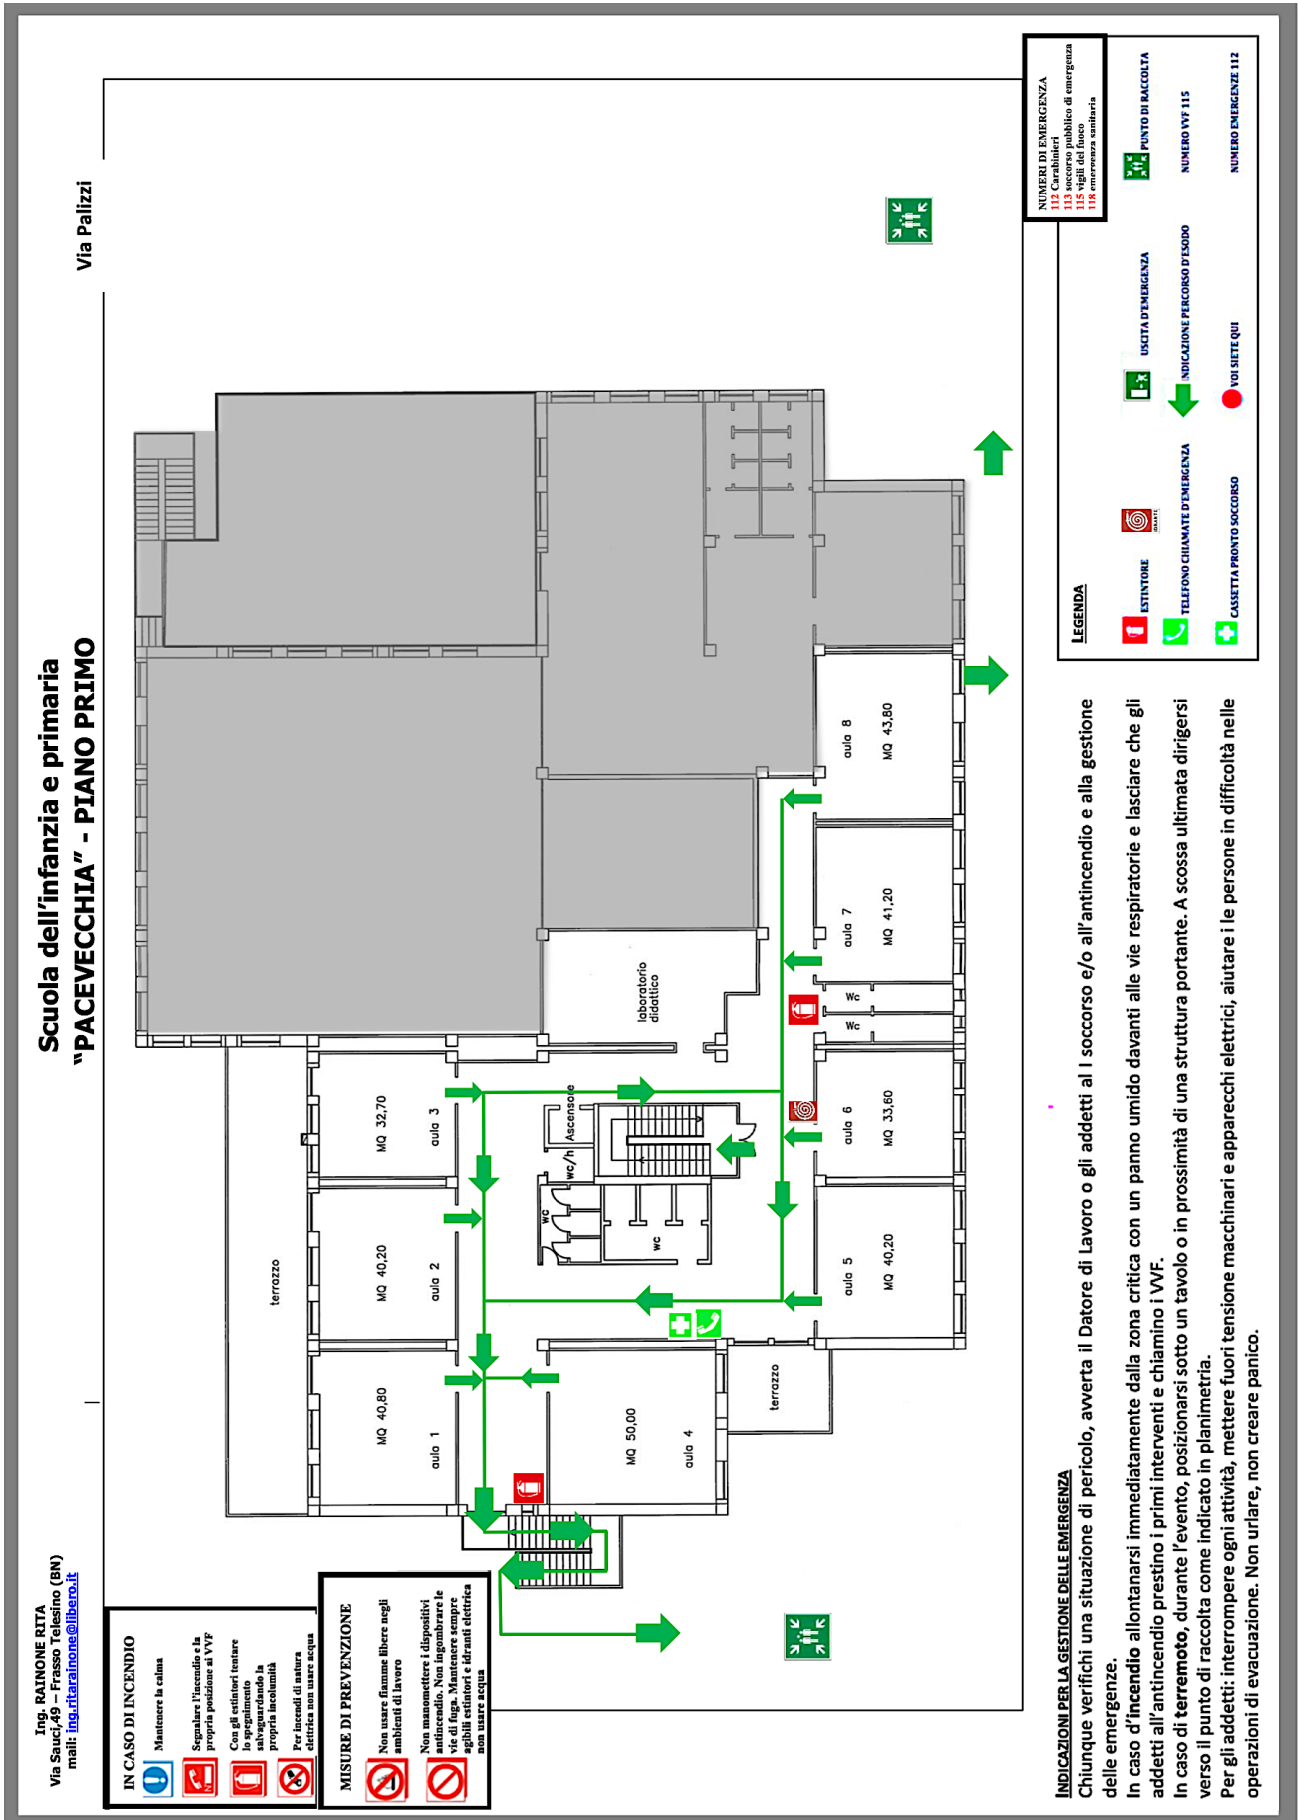 Ing. RAINONE RITA
Via Sauci,49 – Frasso Telesino (BN)
mail: ing.ritarainone@libero.it
Scuola dell'infanzia e primaria
"PACEVECCHIA" - PIANO PRIMO
Via Palizzi
IN CASO DI INCENDIO
Mantenere la calma
Segnalare l'incendio e la
propria posizione ai VVF
Con gli estintori tentare
lo spegnimento
salvaguardando la
propria incolumità
Per incendi di natura
elettrica non usare acqua
MISURE DI PREVENZIONE
Non usare fiamme libere negli
ambienti di lavoro
Non manomettere i dispositivi
antincendio. Non ingombrare le
vie di fuga. Mantenere sempre
agibili estintori e idranti elettrica
non usare acqua
terrazzo
MQ 40,80
aula 1
MQ 40,20
aula 2
MQ 32,70
aula 3
MQ 50,00
aula 4
wc
wc/h
Ascensore
wc
laboratorio
didattico
terrazzo
aula 5
MQ 40,20
aula 6
MQ 33,60
Wc
Wc
aula 7
MQ 41,20
aula 8
MQ 43,80
NUMERI DI EMERGENZA
112 Carabinieri
113 soccorso pubblico di emergenza
115 vigili del fuoco
118 emervenza sanitaria
LEGENDA
ESTINTORE
USCITA D'EMERGENZA
PUNTO DI RACCOLTA
TELEFONO CHIAMATE D'EMERGENZA
INDICAZIONE PERCORSO D'ESODO
NUMERO VVF 115
CASSETTA PRONTO SOCCORSO
VOI SIETE QUI
NUMERO EMERGENZE 112
INDICAZIONI PER LA GESTIONE DELLE EMERGENZA
Chiunque verifichi una situazione di pericolo, avverta il Datore di Lavoro o gli addetti al I soccorso e/o all'antincendio e alla gestione
delle emergenze.
In caso d'incendio allontanarsi immediatamente dalla zona critica con un panno umido davanti alle vie respiratorie e lasciare che gli
addetti all'antincendio prestino i primi interventi e chiamino i VVF.
In caso di terremoto, durante l'evento, posizionarsi sotto un tavolo o in prossimità di una struttura portante. A scossa ultimata dirigersi
verso il punto di raccolta come indicato in planimetria.
Per gli addetti: interrompere ogni attività, mettere fuori tensione macchinari e apparecchi elettrici, aiutare i le persone in difficoltà nelle
operazioni di evacuazione. Non urlare, non creare panico.